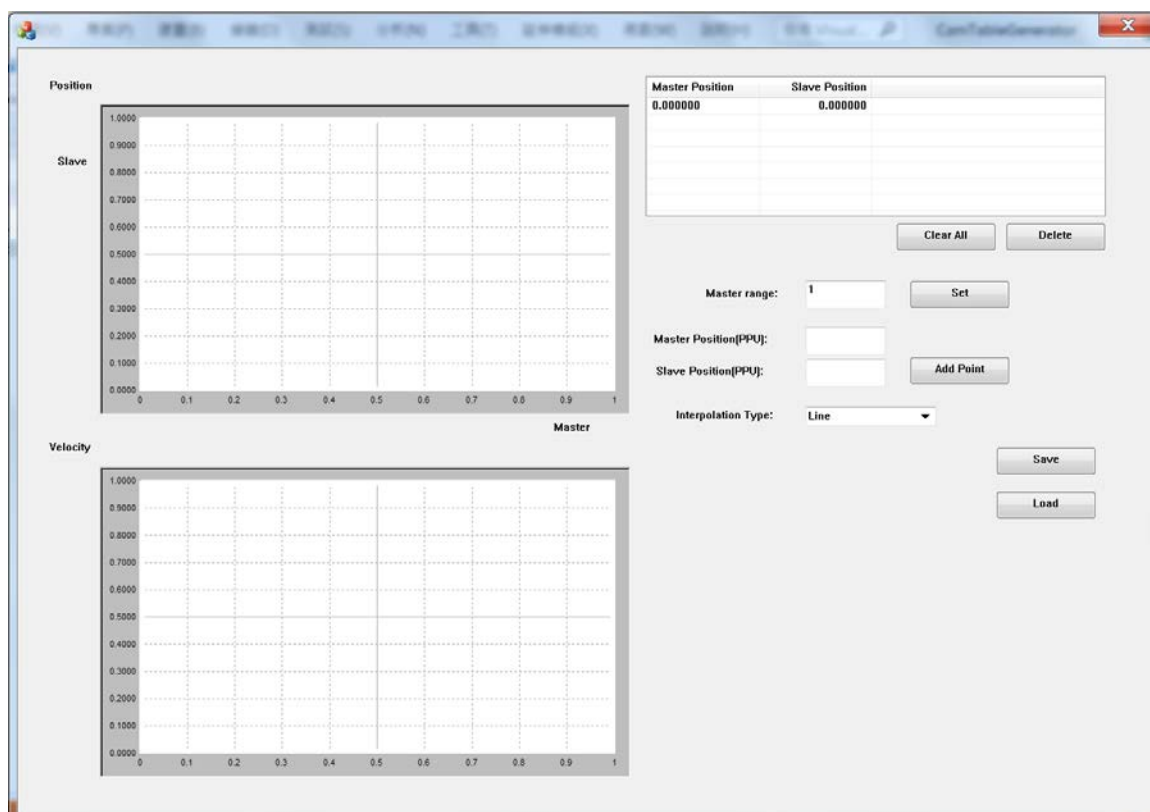 CamTableGenerator
Position
Slave
1.0000
0.9000
0.8000
0.7000
0.6000
0.5000
0.4000
0.3000
0.2000
0.1000
0.0000
0 0.1 0.2 0.3 0.4 0.5 0.6 0.7 0.8 0.9 1
Master
Velocity
1.0000
0.9000
0.8000
0.7000
0.6000
0.5000
0.4000
0.3000
0.2000
0.1000
0.0000
0 0.1 0.2 0.3 0.4 0.5 0.6 0.7 0.8 0.9 1
Master Position Slave Position
0.000000 0.000000
Clear All Delete
Master range: 1 Set
Master Position(PPU):
Slave Position(PPU): Add Point
Interpolation Type: Line
Save
Load